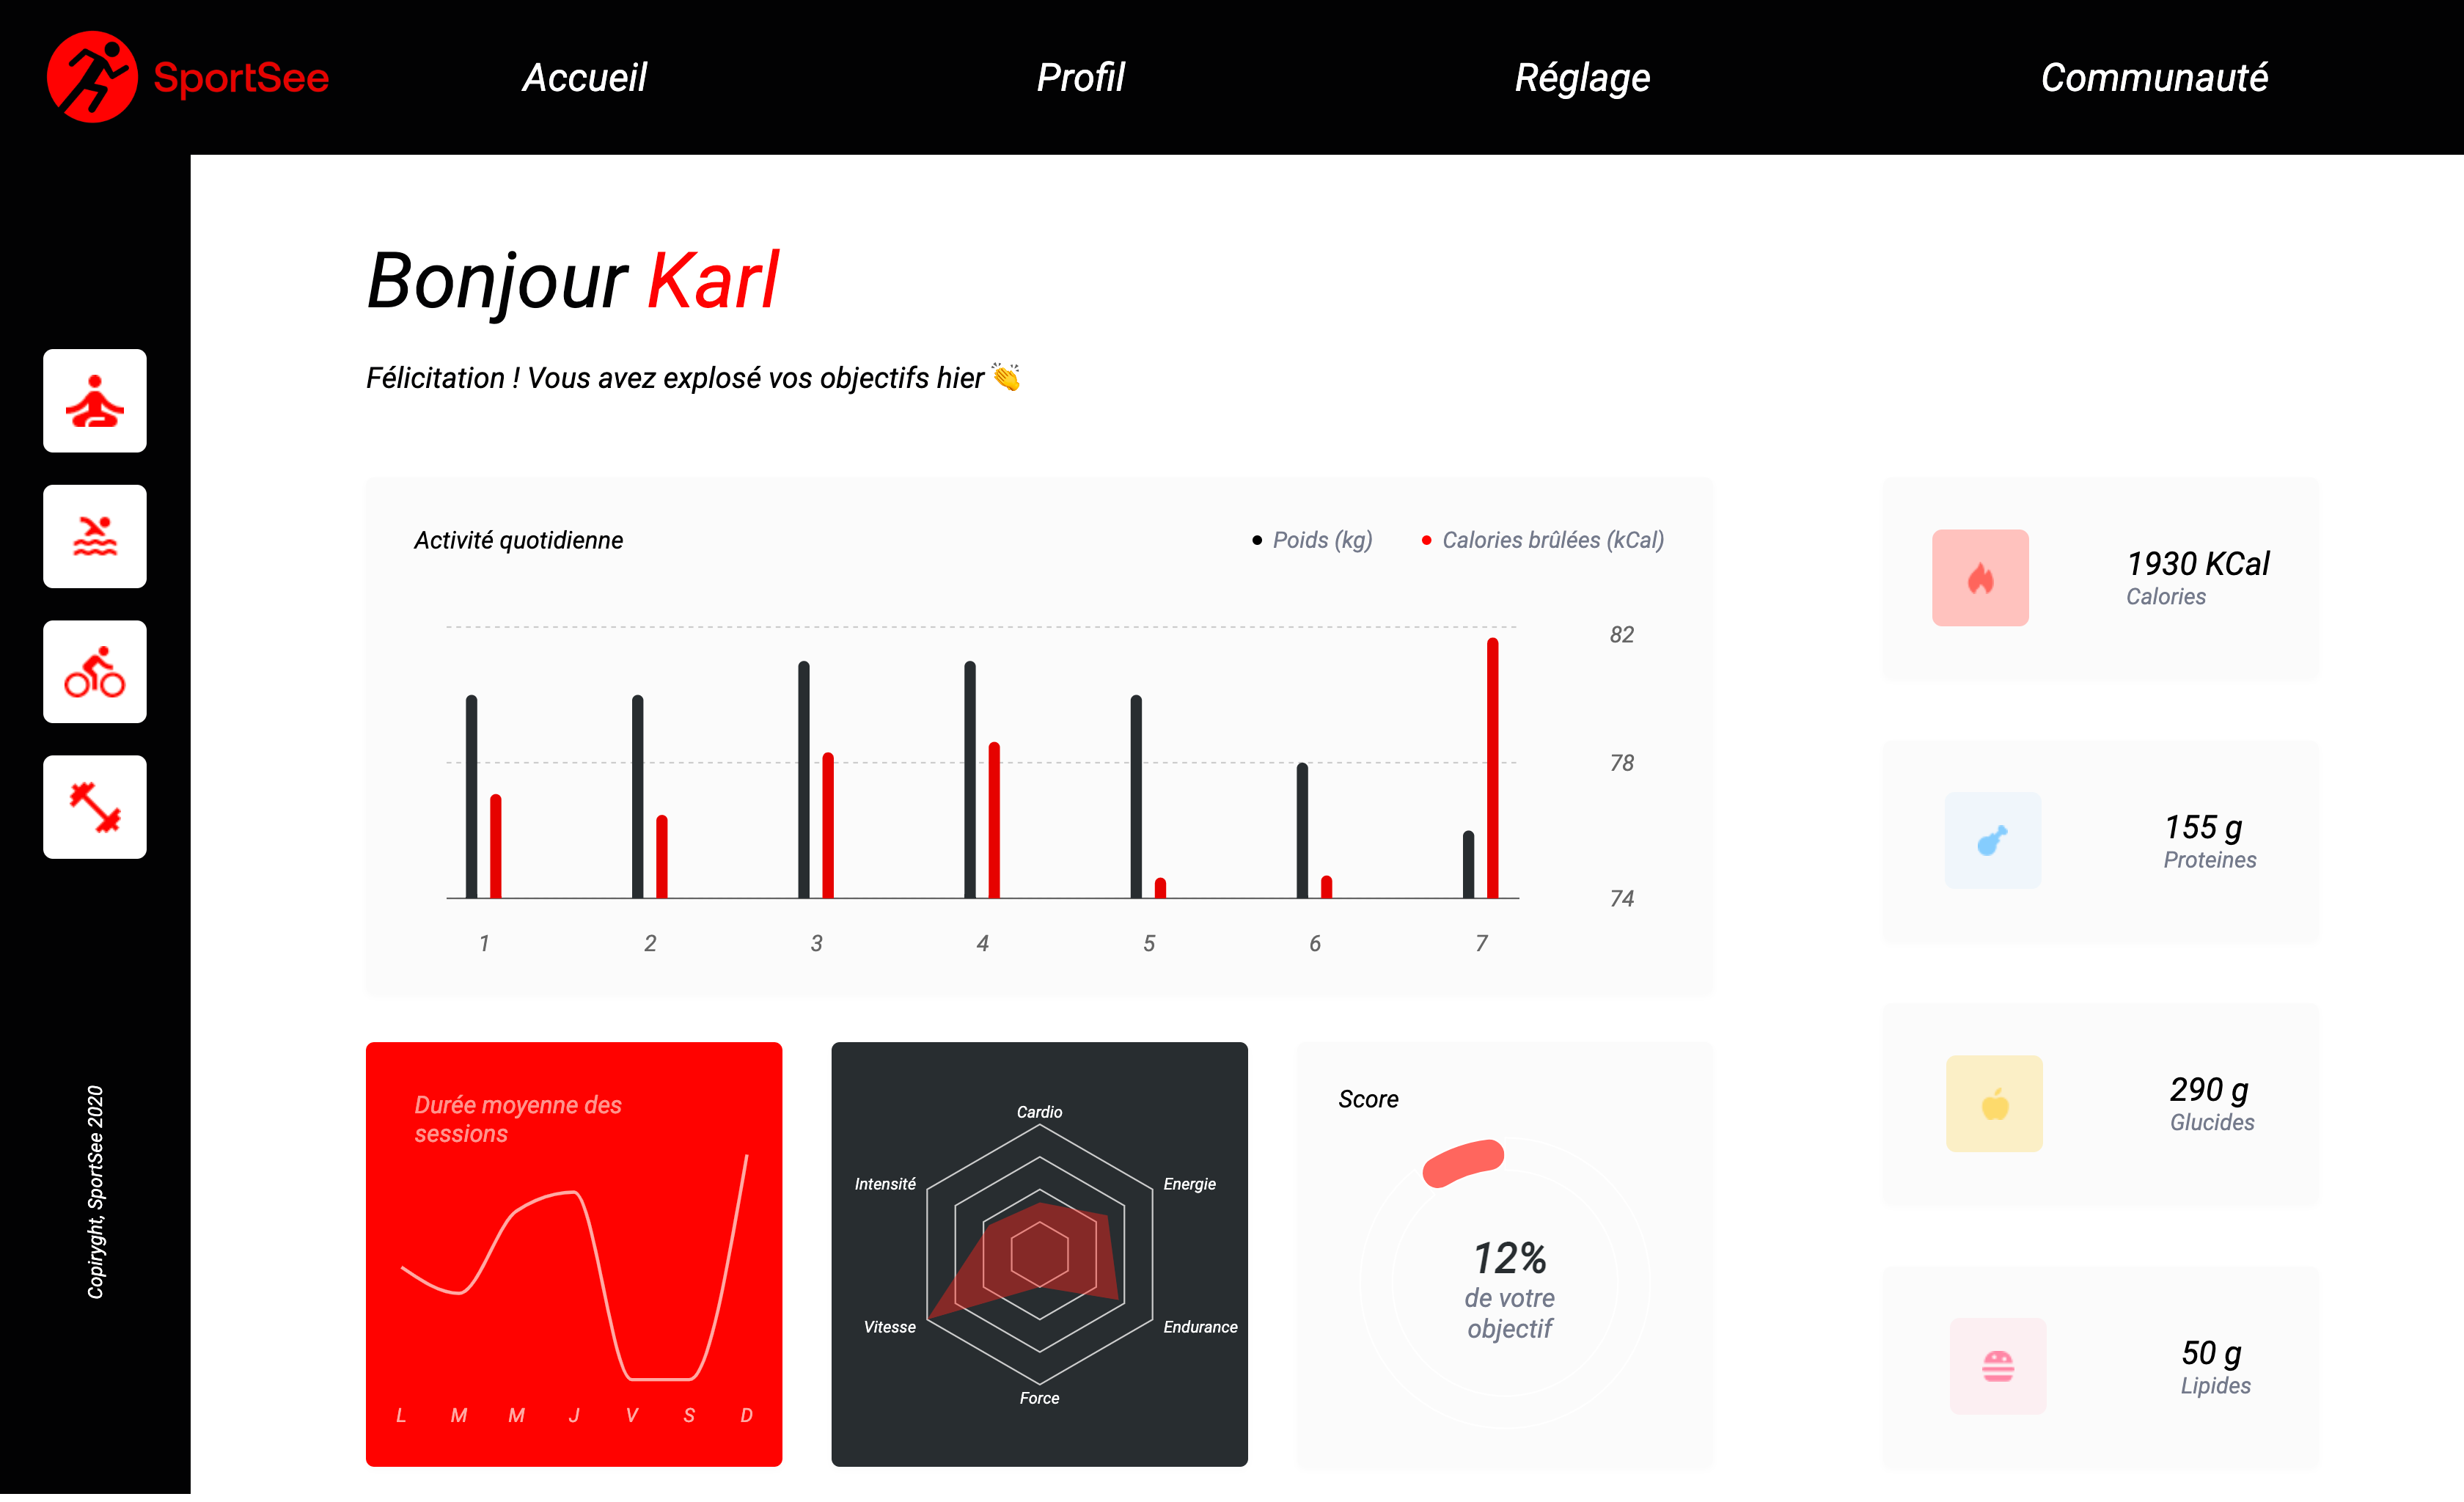 SportSee
Accueil
Profil
Réglage
Communauté
Bonjour Karl
Félicitation ! Vous avez explosé vos objectifs hier 👏
Activité quotidienne
Poids (kg)
Calories brûlées (kCal)
82
78
74
1 2 3 4 5 6 7
1930 KCal
Calories
155 g
Proteines
290 g
Glucides
50 g
Lipides
Durée moyenne des
sessions
L M M J V S D
Cardio
Energie
Endurance
Force
Vitesse
Intensité
Score
12%
de votre
objectif
Copiryght, SportSee 2020